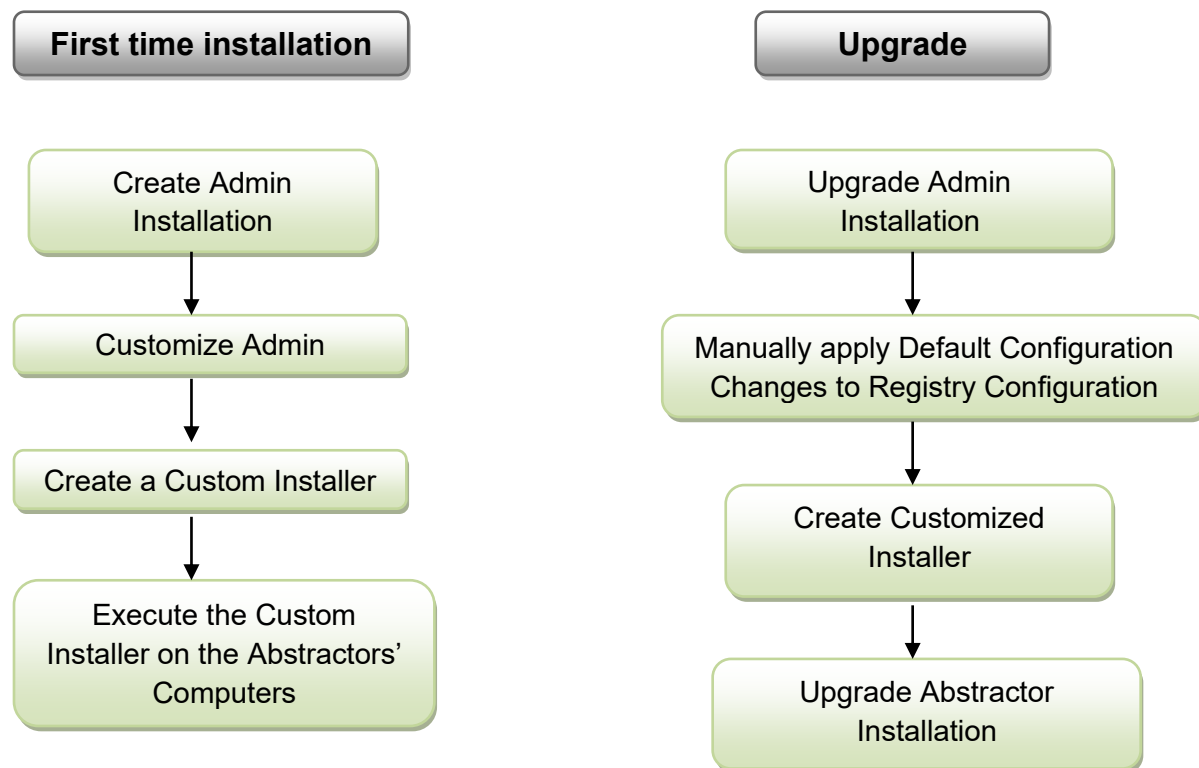 First time installation
Create Admin
Installation
Customize Admin
Create a Custom Installer
Execute the Custom
Installer on the Abstractors’
Computers
Upgrade
Upgrade Admin
Installation
Manually apply Default Configuration
Changes to Registry Configuration
Create Customized
Installer
Upgrade Abstractor
Installation